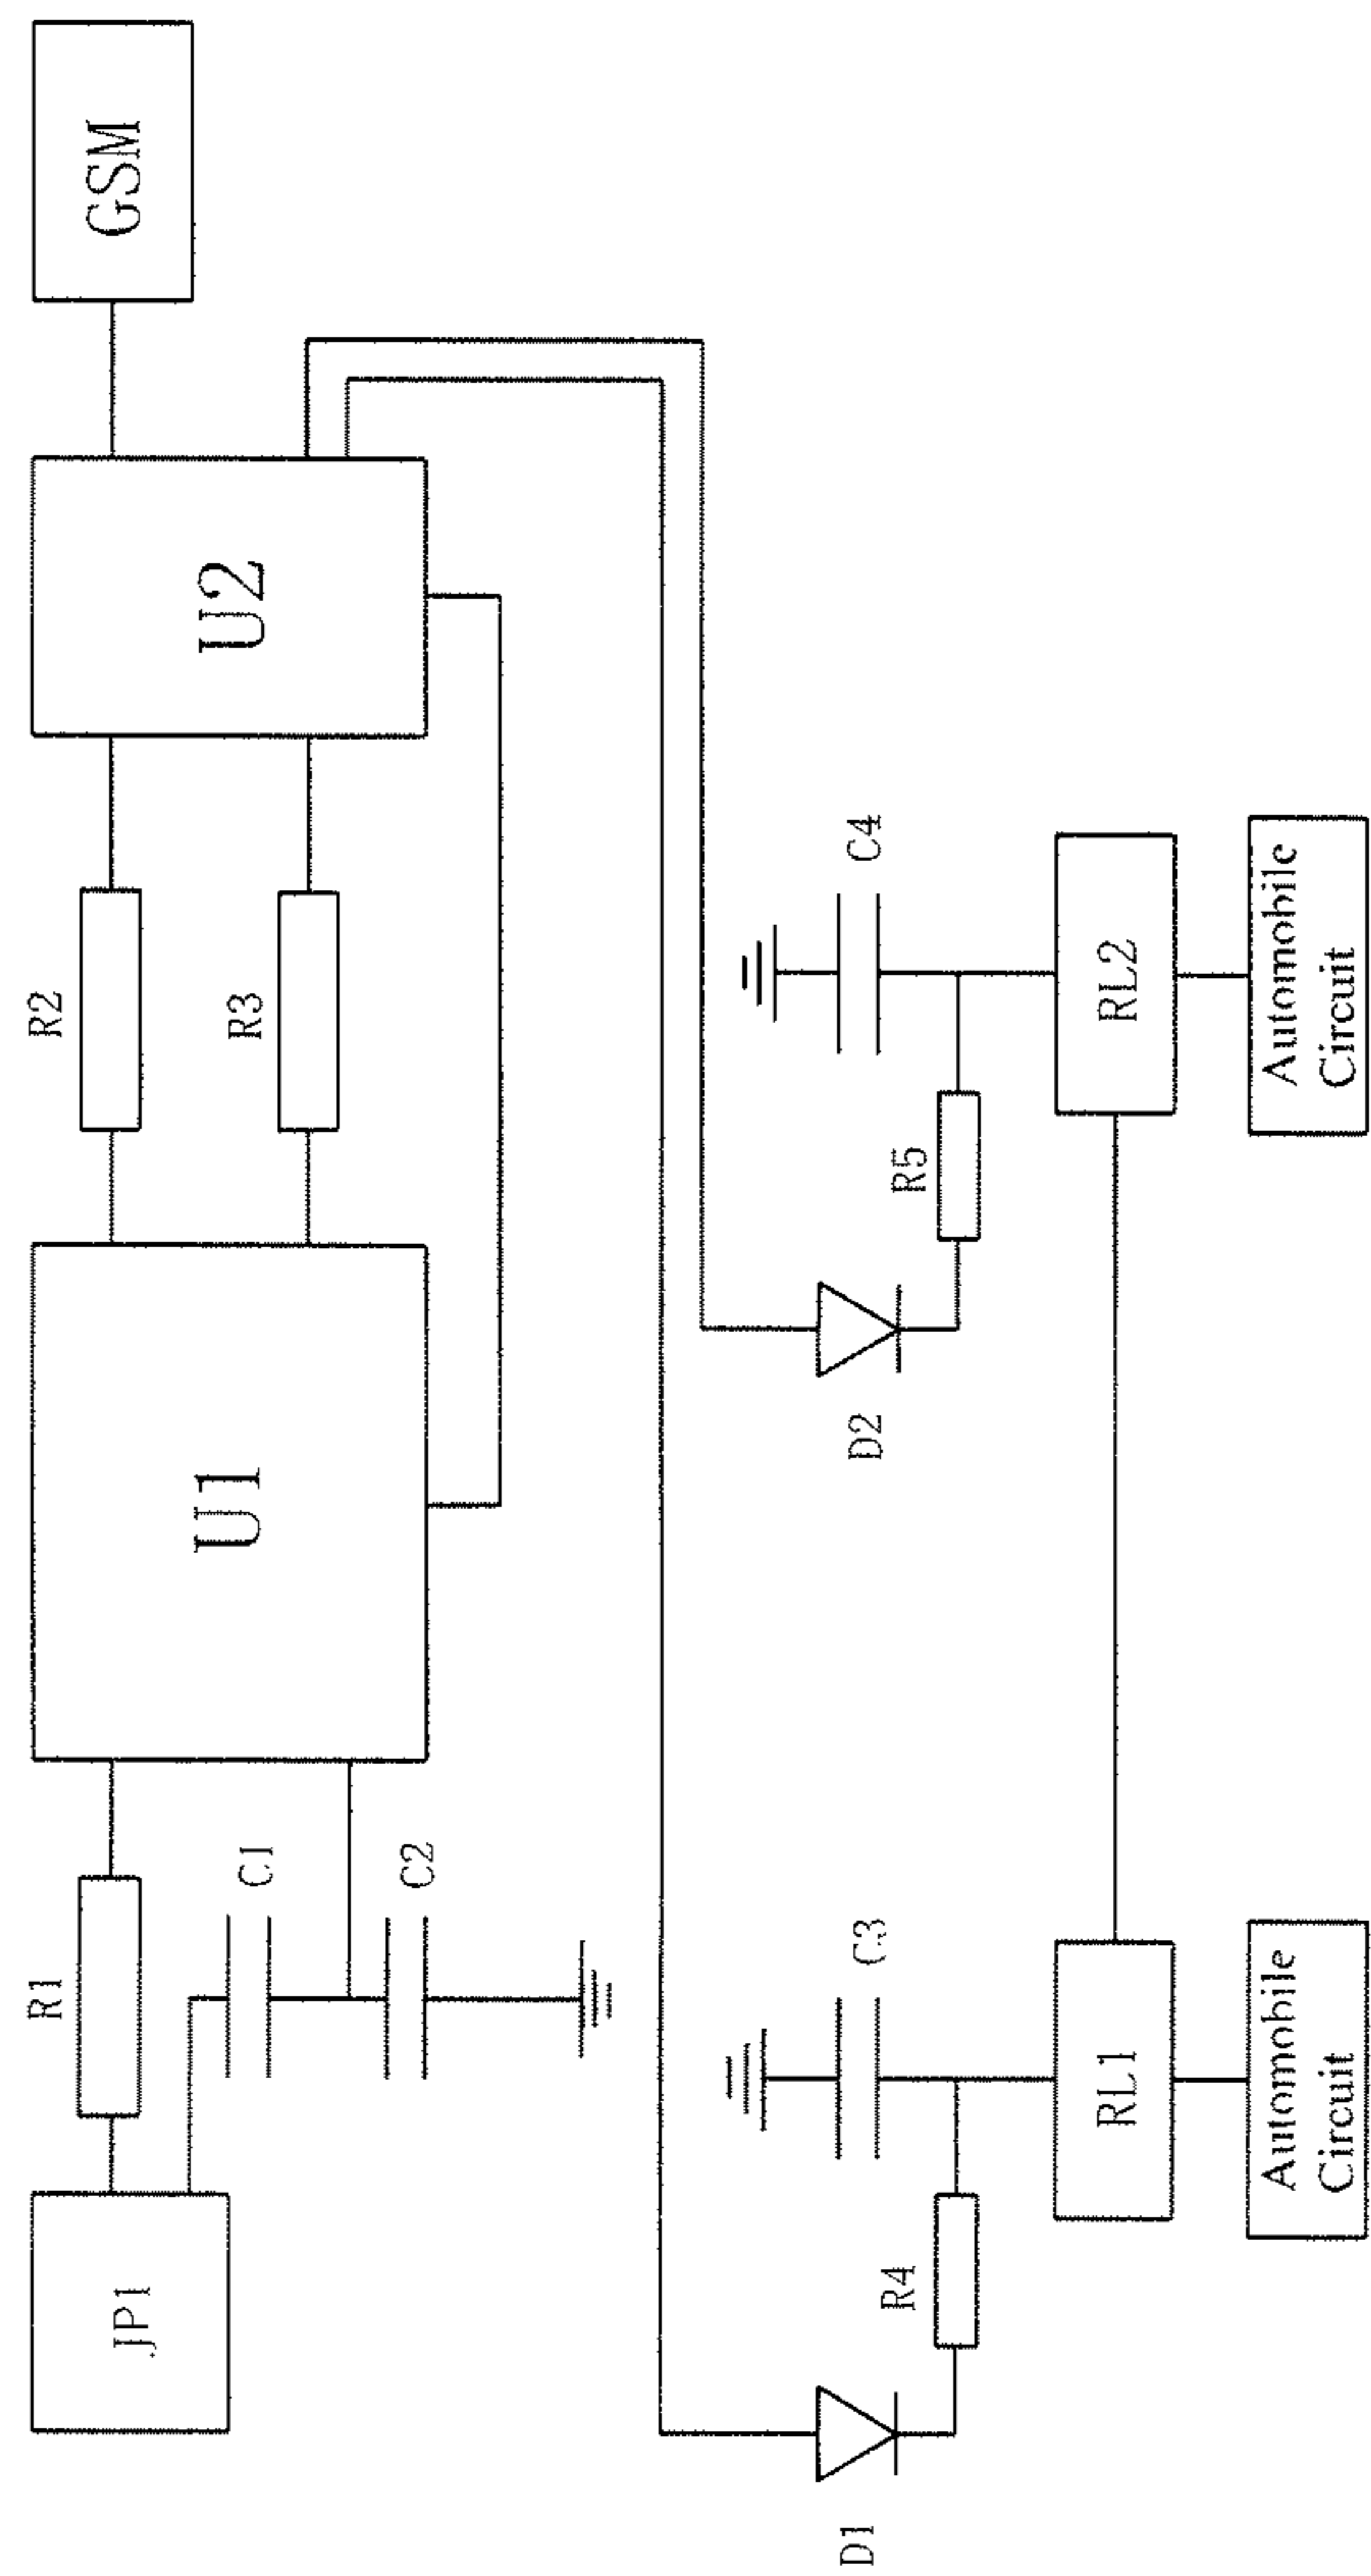 JP1
R1
C1
C2
U1
R2
R3
U2
GSM
D1
R4
C3
RL1
Automobile
Circuit
D2
R5
C4
RL2
Automobile
Circuit